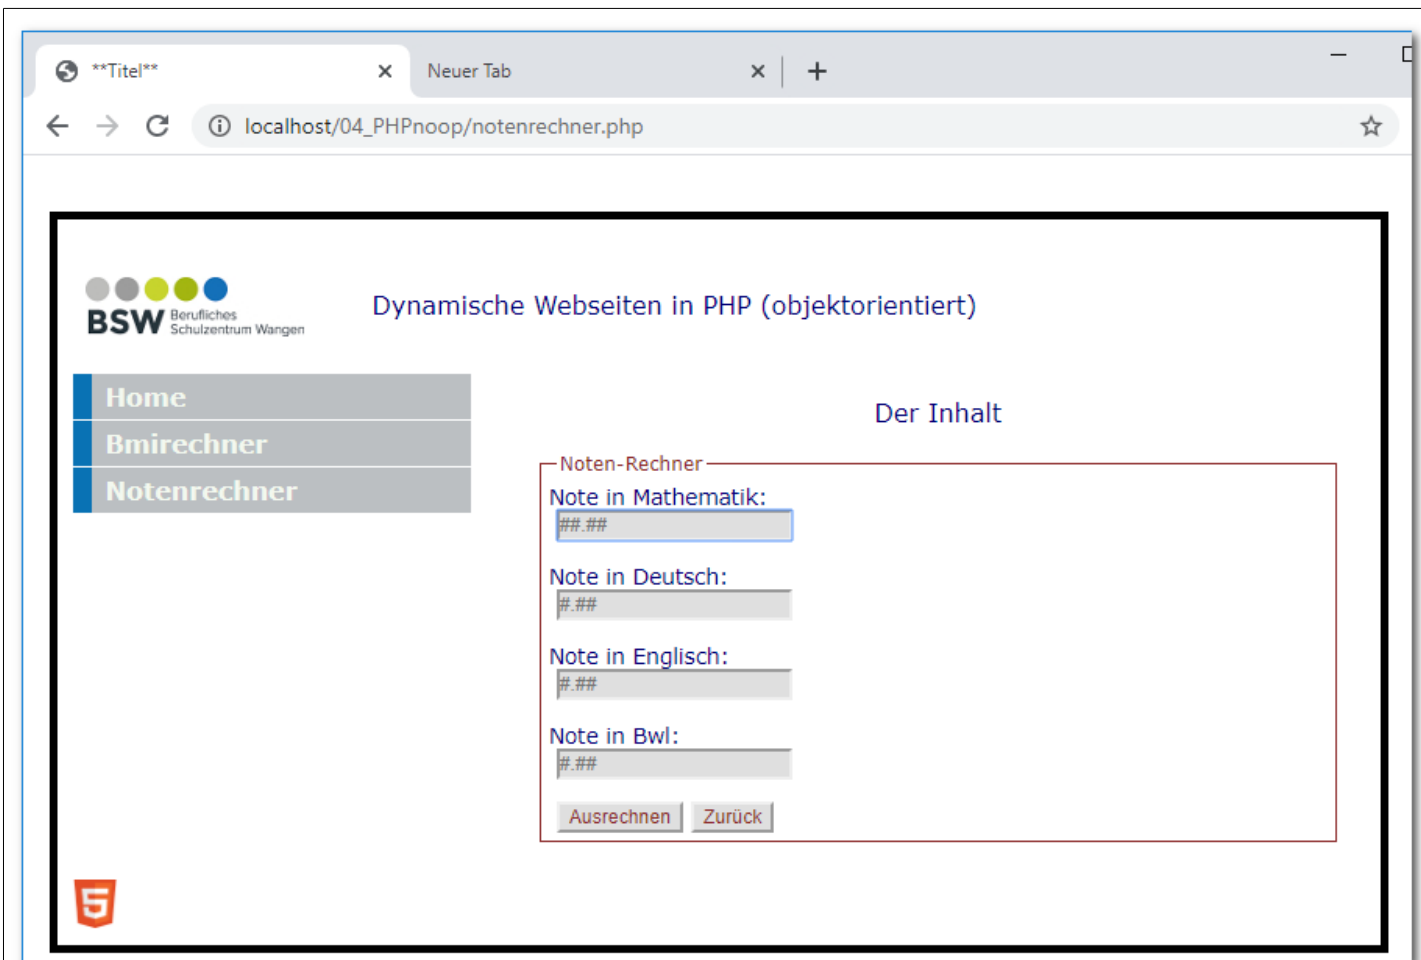 **Titel**
Neuer Tab
localhost/04_PHPnoop/notenrechner.php
BSW Berufliches
Schulzentrum Wangen
Dynamische Webseiten in PHP (objektorientiert)
Home
Bmirechner
Notenrechner
Der Inhalt
Noten-Rechner
Note in Mathematik:
##.##
Note in Deutsch:
#.##
Note in Englisch:
#.##
Note in Bwl:
#.##
Ausrechnen Zurück
5